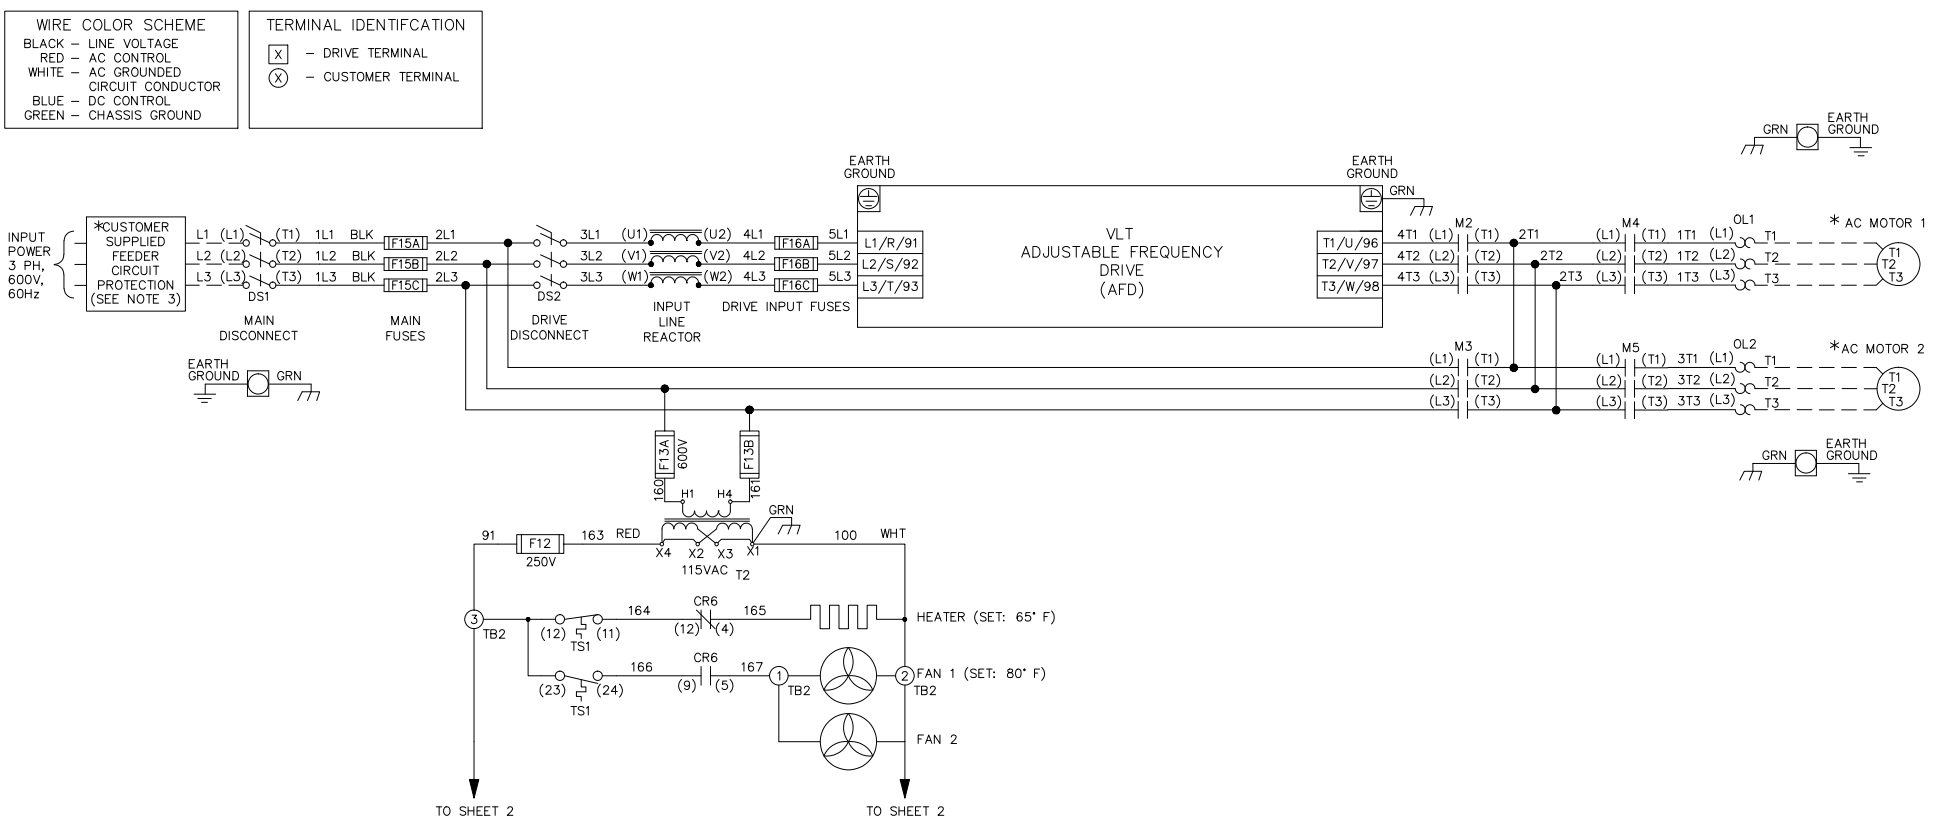 WIRE COLOR SCHEME
BLACK – LINE VOLTAGE
RED – AC CONTROL
WHITE – AC GROUNDED
CIRCUIT CONDUCTOR
BLUE – DC CONTROL
GREEN – CHASSIS GROUND
TERMINAL IDENTIFCATION
X – DRIVE TERMINAL
X – CUSTOMER TERMINAL
EARTH
GROUND
GRN
INPUT
POWER
3 PH,
600V,
60Hz
*CUSTOMER
SUPPLIED
FEEDER
CIRCUIT
PROTECTION
(SEE NOTE 3)
L1 (L1) (T1) 1L1 BLK F15A 2L1
L2 (L2) (T2) 1L2 BLK F15B 2L2
L3 (L3) (T3) 1L3 BLK F15C 2L3
DS1
MAIN
DISCONNECT
MAIN
FUSES
3L1 (U1) (U2) 4L1 F16A 5L1
3L2 (V1) (V2) 4L2 F16B 5L2
3L3 (W1) (W2) 4L3 F16C 5L3
DS2
DRIVE
DISCONNECT
INPUT
LINE
REACTOR
DRIVE INPUT FUSES
EARTH
GROUND
L1/R/91
L2/S/92
L3/T/93
VLT
ADJUSTABLE FREQUENCY
DRIVE
(AFD)
EARTH
GROUND
GRN
T1/U/96
T2/V/97
T3/W/98
M2 M4 OL1
4T1 (L1) (T1) 2T1 (L1) (T1) 1T1 (L1) T1
4T2 (L2) (T2) 2T2 (L2) (T2) 1T2 (L2) T2
4T3 (L3) (T3) 2T3 (L3) (T3) 1T3 (L3) T3
* AC MOTOR 1
T1
T2
T3
M3 M5 OL2
(L1) (T1) (L1) (T1) 3T1 (L1) T1
(L2) (T2) (L2) (T2) 3T2 (L2) T2
(L3) (T3) (L3) (T3) 3T3 (L3) T3
* AC MOTOR 2
T1
T2
T3
EARTH
GROUND
GRN
EARTH
GROUND
GRN
F13A
600V
F13B
160
161
H1 H4
GRN
91 F12 163 RED
250V
X4 X2 X3 X1
115VAC T2
100 WHT
3
TB2
(12) (11)
TS1
164
CR6
(12) (4)
165
HEATER (SET: 65° F)
(23) (24)
TS1
166
CR6
(9) (5)
167
1
TB2
2
TB2
FAN 1 (SET: 80° F)
FAN 2
TO SHEET 2
TO SHEET 2